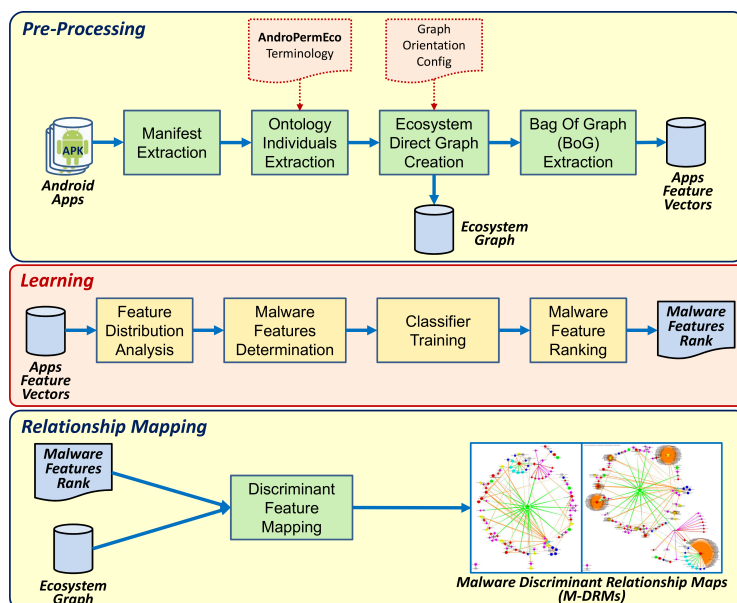 Pre-Processing
AndroPermEco
Terminology
Graph
Orientation
Config
APK
Android
Apps
Manifest
Extraction
Ontology
Individuals
Extraction
Ecosystem
Direct Graph
Creation
Bag Of Graph
(BoG)
Extraction
Apps
Feature
Vectors
Ecosystem
Graph
Learning
Apps
Feature
Vectors
Feature
Distribution
Analysis
Malware
Features
Determination
Classifier
Training
Malware
Feature
Ranking
Malware
Features
Rank
Relationship Mapping
Malware
Features
Rank
Ecosystem
Graph
Discriminant
Feature
Mapping
Malware Discriminant Relationship Maps
(M-DRMs)